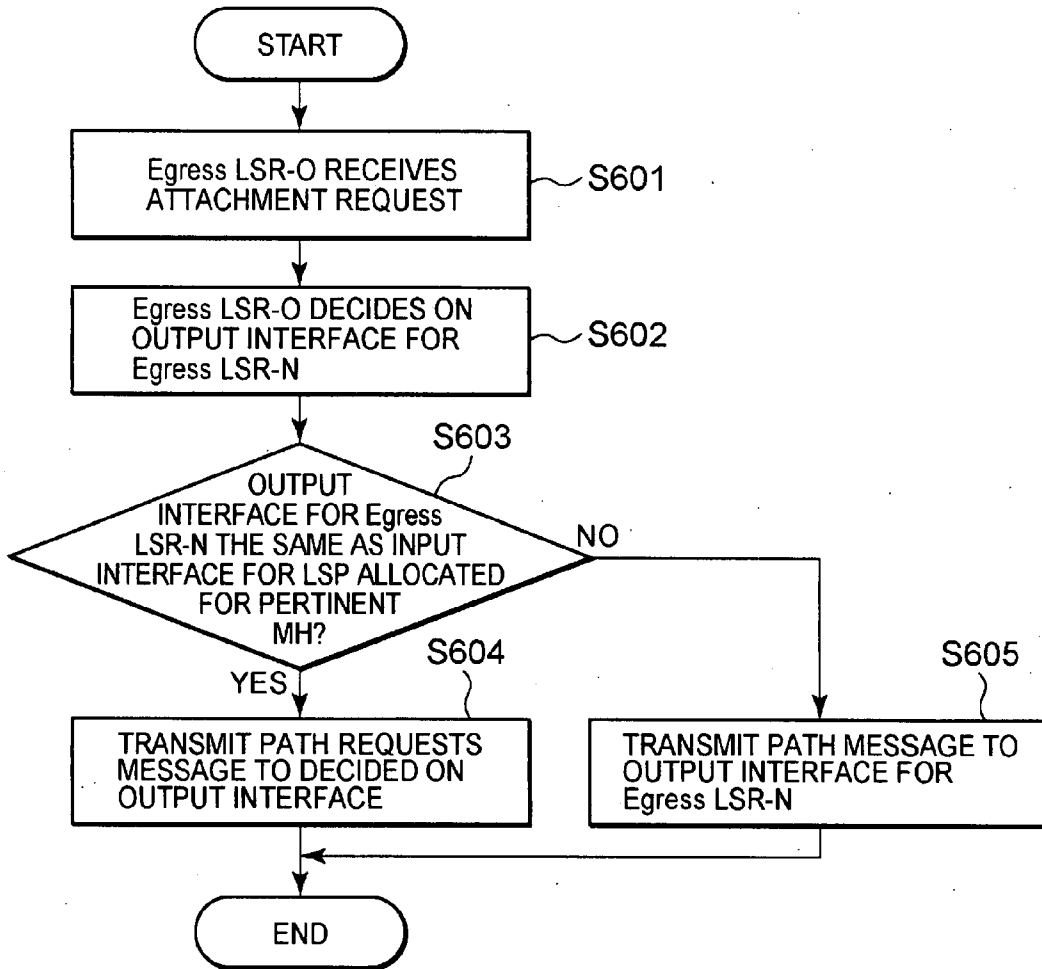 START
Egress LSR-O RECEIVES
ATTACHMENT REQUEST
S601
Egress LSR-O DECIDES ON
OUTPUT INTERFACE FOR
Egress LSR-N
S602
S603
OUTPUT
INTERFACE FOR Egress
LSR-N THE SAME AS INPUT
INTERFACE FOR LSP ALLOCATED
FOR PERTINENT
MH?
NO
YES
S604
S605
TRANSMIT PATH REQUESTS
MESSAGE TO DECIDED ON
OUTPUT INTERFACE
TRANSMIT PATH MESSAGE TO
OUTPUT INTERFACE FOR
Egress LSR-N
END